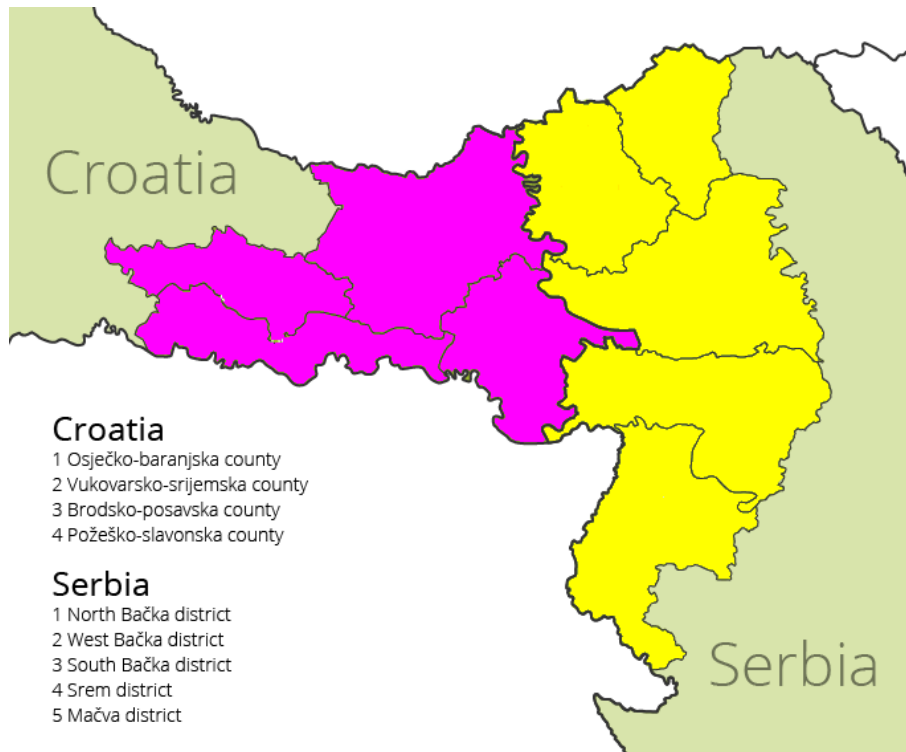 Croatia
Croatia
1 Osječko-baranjska county
2 Vukovarsko-srijemska county
3 Brodsko-posavska county
4 Požeško-slavonska county
Serbia
1 North Bačka district
2 West Bačka district
3 South Bačka district
4 Srem district
5 Mačva district
Serbia